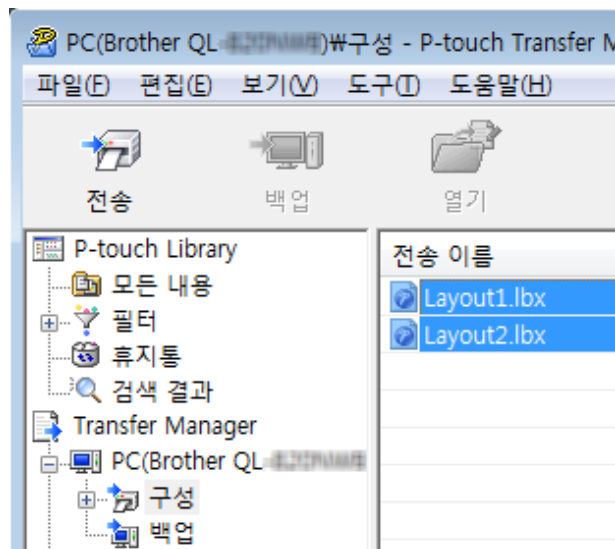 PC(Brother QL )₩구성 - P-touch Transfer M
파일(F) 편집(E) 보기(V) 도구(T) 도움말(H)
전송 백업 열기
P-touch Library
모든 내용
필터
휴지통
검색 결과
Transfer Manager
PC(Brother QL
구성
백업
전송 이름
Layout1.lbx
Layout2.lbx